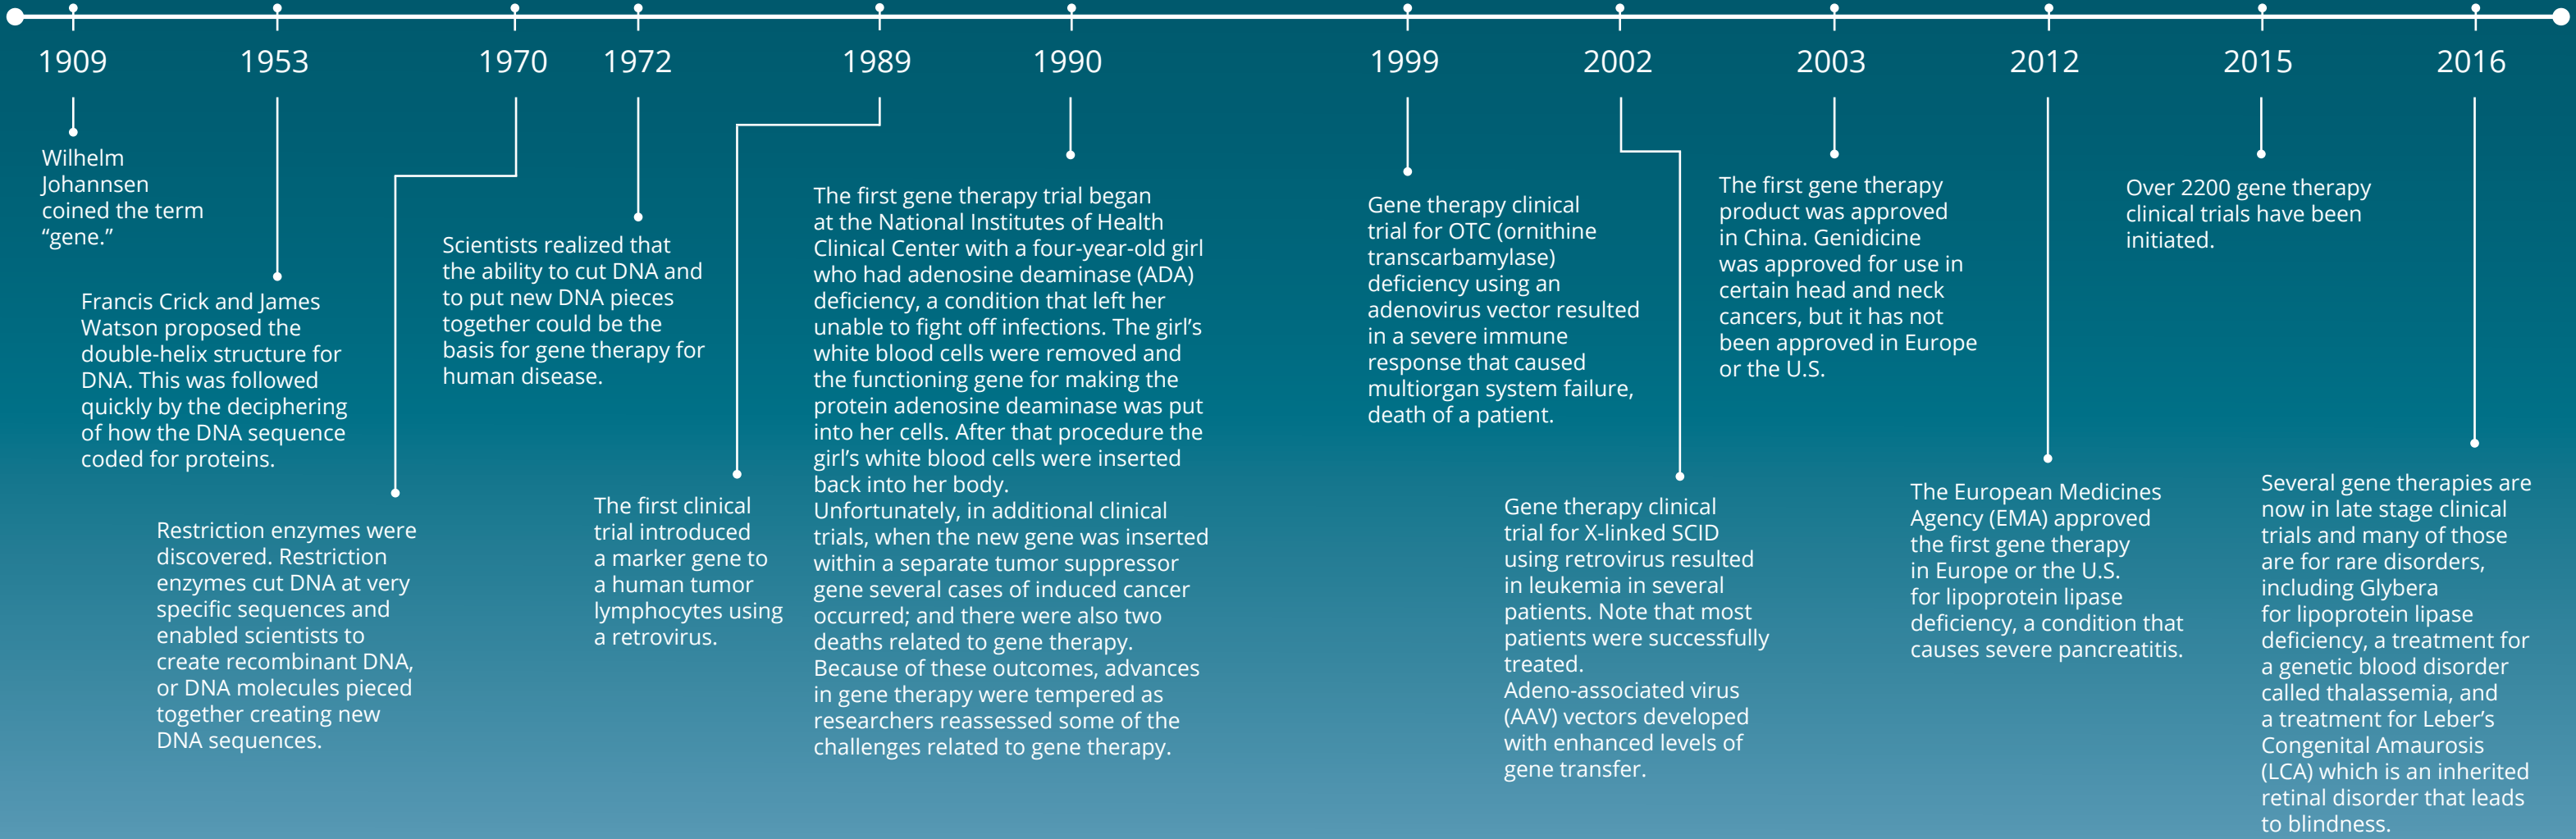 1909
1953
1970
1972
1989
1990
1999
2002
2003
2012
2015
2016
Wilhelm
Johannsen
coined the term
“gene.”
Francis Crick and James
Watson proposed the
double-helix structure for
DNA. This was followed
quickly by the deciphering
of how the DNA sequence
coded for proteins.
Restriction enzymes were
discovered. Restriction
enzymes cut DNA at very
specific sequences and
enabled scientists to
create recombinant DNA,
or DNA molecules pieced
together creating new
DNA sequences.
Scientists realized that
the ability to cut DNA and
to put new DNA pieces
together could be the
basis for gene therapy for
human disease.
The first clinical
trial introduced
a marker gene to
a human tumor
lymphocytes using
a retrovirus.
The first gene therapy trial began
at the National Institutes of Health
Clinical Center with a four-year-old girl
who had adenosine deaminase (ADA)
deficiency, a condition that left her
unable to fight off infections. The girl’s
white blood cells were removed and
the functioning gene for making the
protein adenosine deaminase was put
into her cells. After that procedure the
girl’s white blood cells were inserted
back into her body.
Unfortunately, in additional clinical
trials, when the new gene was inserted
within a separate tumor suppressor
gene several cases of induced cancer
occurred; and there were also two
deaths related to gene therapy.
Because of these outcomes, advances
in gene therapy were tempered as
researchers reassessed some of the
challenges related to gene therapy.
Gene therapy clinical
trial for OTC (ornithine
transcarbamylase)
deficiency using an
adenovirus vector resulted
in a severe immune
response that caused
multiorgan system failure,
death of a patient.
Gene therapy clinical
trial for X-linked SCID
using retrovirus resulted
in leukemia in several
patients. Note that most
patients were successfully
treated.
Adeno-associated virus
(AAV) vectors developed
with enhanced levels of
gene transfer.
The first gene therapy
product was approved
in China. Genidicine
was approved for use in
certain head and neck
cancers, but it has not
been approved in Europe
or the U.S.
The European Medicines
Agency (EMA) approved
the first gene therapy
in Europe or the U.S.
for lipoprotein lipase
deficiency, a condition that
causes severe pancreatitis.
Over 2200 gene therapy
clinical trials have been
initiated.
Several gene therapies are
now in late stage clinical
trials and many of those
are for rare disorders,
including Glybera
for lipoprotein lipase
deficiency, a treatment for
a genetic blood disorder
called thalassemia, and
a treatment for Leber’s
Congenital Amaurosis
(LCA) which is an inherited
retinal disorder that leads
to blindness.